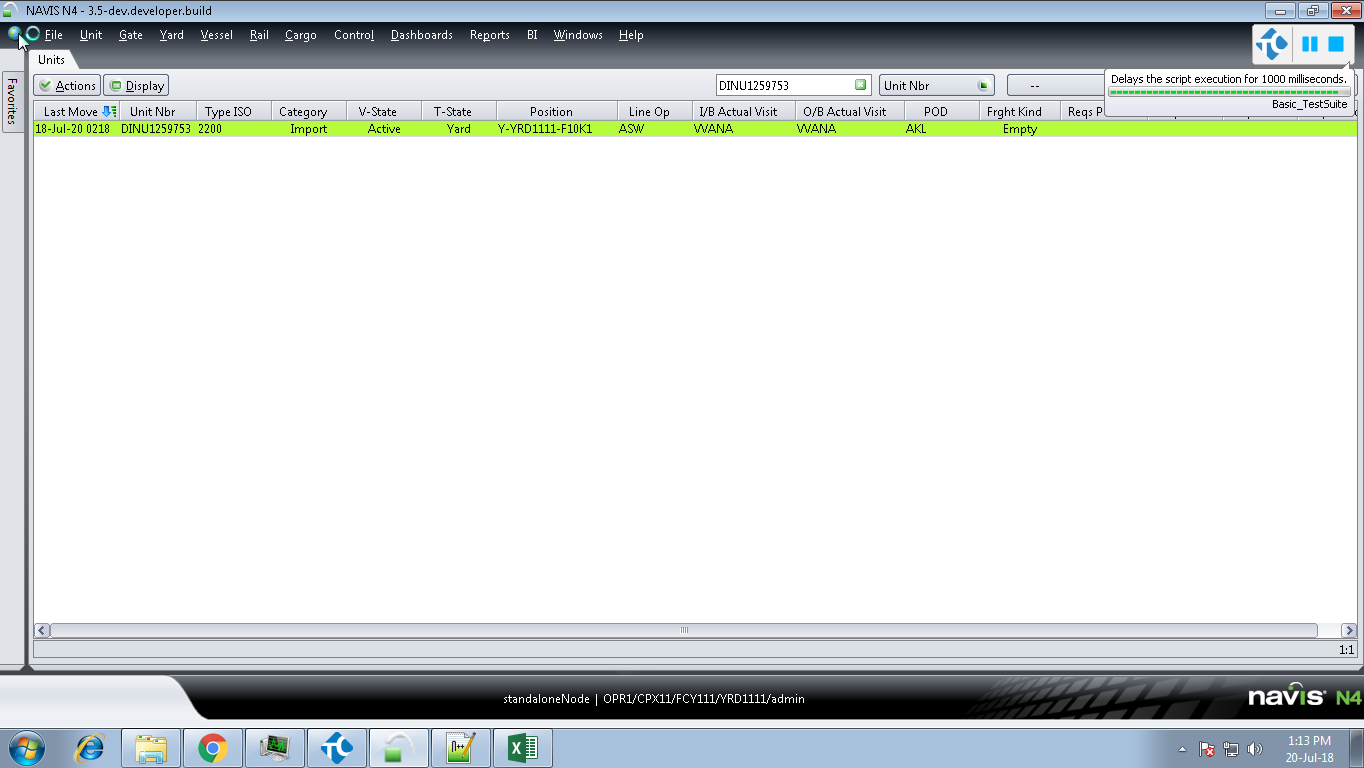 NAVIS N4 - 3.5-dev.developer.build
File Unit Gate Yard Vessel Rail Cargo Control Dashboards Reports BI Windows Help
Units
Favorites
Actions Display DINU1259753 Unit Nbr --
Delays the script execution for 1000 milliseconds.
Basic_TestSuite
Last Move Unit Nbr Type ISO Category V-State T-State Position Line Op I/B Actual Visit O/B Actual Visit POD Frght Kind Reqs P
18-Jul-20 0218 DINU1259753 2200 Import Active Yard Y-YRD1111-F10K1 ASW VVANA VVANA AKL Empty
1:1
standaloneNode | OPR1/CPX11/FCY111/YRD1111/admin
navis N4
1:13 PM
20-Jul-18